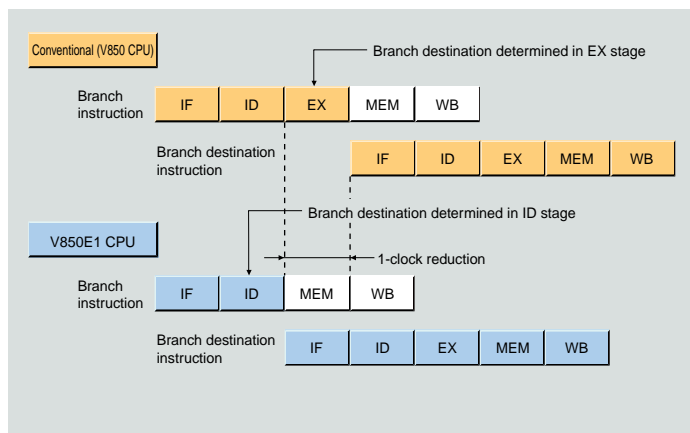 Conventional (V850 CPU)
Branch destination determined in EX stage
Branch
instruction
IF ID EX MEM WB
Branch destination
instruction
IF ID EX MEM WB
Branch destination determined in ID stage
V850E1 CPU
1-clock reduction
Branch
instruction
IF ID MEM WB
Branch destination
instruction
IF ID EX MEM WB